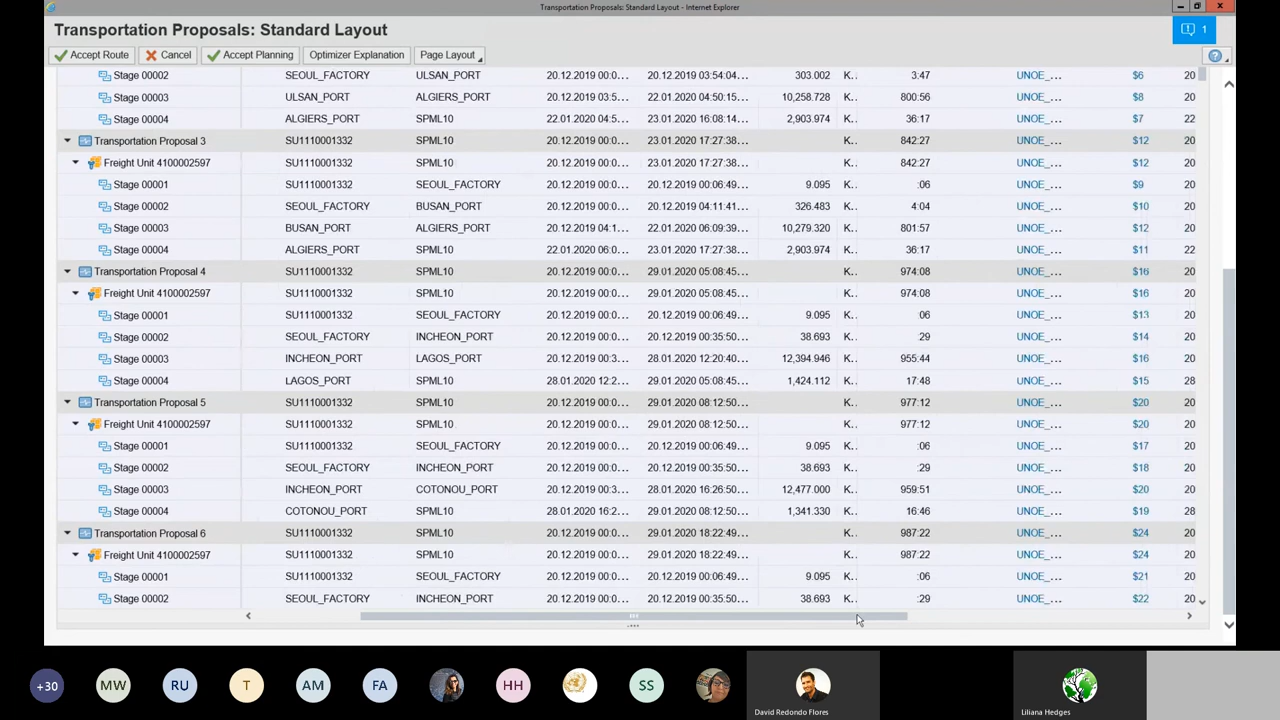 Transportation Proposals: Standard Layout - Internet Explorer
Transportation Proposals: Standard Layout
1
Accept Route Cancel Accept Planning Optimizer Explanation Page Layout
Stage 00002 SEOUL_FACTORY ULSAN_PORT 20.12.2019 00:0... 20.12.2019 03:54:04... 303.002 K.. 3:47 UNOE_... $6 20
Stage 00003 ULSAN_PORT ALGIERS_PORT 20.12.2019 03:5... 22.01.2020 04:50:15... 10,258.728 K.. 800:56 UNOE_... $8 20
Stage 00004 ALGIERS_PORT SPML10 22.01.2020 04:5... 23.01.2020 16:08:14... 2,903.974 K.. 36:17 UNOE_... $7 22
Transportation Proposal 3 SU1110001332 SPML10 20.12.2019 00:0... 23.01.2020 17:27:38... K.. 842:27 UNOE_... $12 20
Freight Unit 4100002597 SU1110001332 SPML10 20.12.2019 00:0... 23.01.2020 17:27:38... K.. 842:27 UNOE_... $12 20
Stage 00001 SU1110001332 SEOUL_FACTORY 20.12.2019 00:0... 20.12.2019 00:06:49... 9.095 K.. :06 UNOE_... $9 20
Stage 00002 SEOUL_FACTORY BUSAN_PORT 20.12.2019 00:0... 20.12.2019 04:11:41... 326.483 K.. 4:04 UNOE_... $10 20
Stage 00003 BUSAN_PORT ALGIERS_PORT 20.12.2019 04:1... 22.01.2020 06:09:39... 10,279.320 K.. 801:57 UNOE_... $12 20
Stage 00004 ALGIERS_PORT SPML10 22.01.2020 06:0... 23.01.2020 17:27:38... 2,903.974 K.. 36:17 UNOE_... $11 22
Transportation Proposal 4 SU1110001332 SPML10 20.12.2019 00:0... 29.01.2020 05:08:45... K.. 974:08 UNOE_... $16 20
Freight Unit 4100002597 SU1110001332 SPML10 20.12.2019 00:0... 29.01.2020 05:08:45... K.. 974:08 UNOE_... $16 20
Stage 00001 SU1110001332 SEOUL_FACTORY 20.12.2019 00:0... 20.12.2019 00:06:49... 9.095 K.. 06 UNOE_... $13 20
Stage 00002 SEOUL_FACTORY INCHEON_PORT 20.12.2019 00:0... 20.12.2019 00:35:50... 38.693 K.. 29 UNOE_... $14 20
Stage 00003 INCHEON_PORT LAGOS_PORT 20.12.2019 00:3... 28.01.2020 12:20:40... 12,394.946 K.. 955:44 UNOE_... $16 20
Stage 00004 LAGOS_PORT SPML10 28.01.2020 12:2... 29.01.2020 05:08:45... 1,424.112 K.. 17:48 UNOE_... $15 28
Transportation Proposal 5 SU1110001332 SPML10 20.12.2019 00:0... 29.01.2020 08:12:50... K.. 977:12 UNOE_... $20 20
Freight Unit 4100002597 SU1110001332 SPML10 20.12.2019 00:0... 29.01.2020 08:12:50... K.. 977:12 UNOE_... $20 20
Stage 00001 SU1110001332 SEOUL_FACTORY 20.12.2019 00:0... 20.12.2019 00:06:49... 9.095 K.. :06 UNOE_... $17 20
Stage 00002 SEOUL_FACTORY INCHEON_PORT 20.12.2019 00:0... 20.12.2019 00:35:50... 38.693 K.. :29 UNOE_... $18 20
Stage 00003 INCHEON_PORT COTONOU_PORT 20.12.2019 00:3... 28.01.2020 16:26:50... 12,477.000 K.. 959:51 UNOE_... $20 20
Stage 00004 COTONOU_PORT SPML10 28.01.2020 16:2... 29.01.2020 08:12:50... 1,341.330 K.. 16:46 UNOE_... $19 28
Transportation Proposal 6 SU1110001332 SPML10 20.12.2019 00:0... 29.01.2020 18:22:49... K.. 987:22 UNOE_... $24 20
Freight Unit 4100002597 SU1110001332 SPML10 20.12.2019 00:0... 29.01.2020 18:22:49... K.. 987:22 UNOE_... $24 20
Stage 00001 SU1110001332 SEOUL_FACTORY 20.12.2019 00:0... 20.12.2019 00:06:49... 9.095 K.. :06 UNOE_... $21 20
Stage 00002 SEOUL_FACTORY INCHEON_PORT 20.12.2019 00:0... 20.12.2019 00:35:50... 38.693 K.. :29 UNOE_... $22 20
+30 MW RU T AM FA HH SS
David Redondo Flores Liliana Hedges